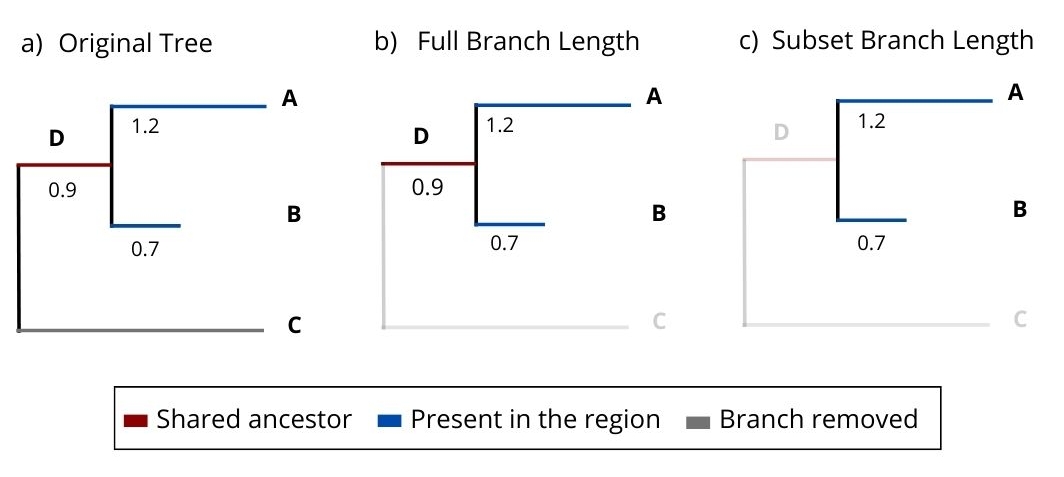 a) Original Tree
b) Full Branch Length
c) Subset Branch Length
A
1.2
D
0.9
B
0.7
C
A
1.2
D
0.9
B
0.7
C
A
1.2
D
B
0.7
C
Shared ancestor
Present in the region
Branch removed